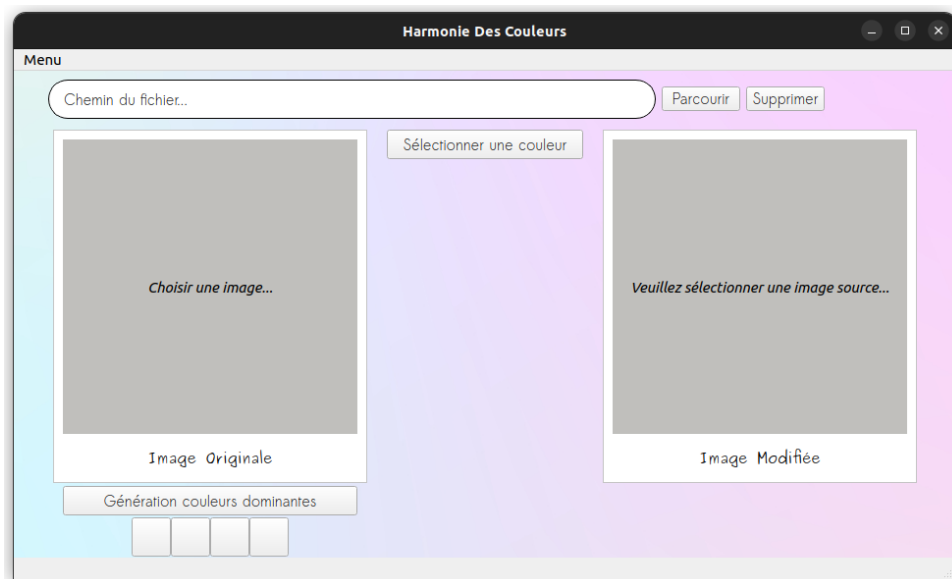 Harmonie Des Couleurs
Menu
Chemin du fichier...
Parcourir
Supprimer
Sélectionner une couleur
Choisir une image...
Veuillez sélectionner une image source...
Image Originale
Image Modifiée
Génération couleurs dominantes